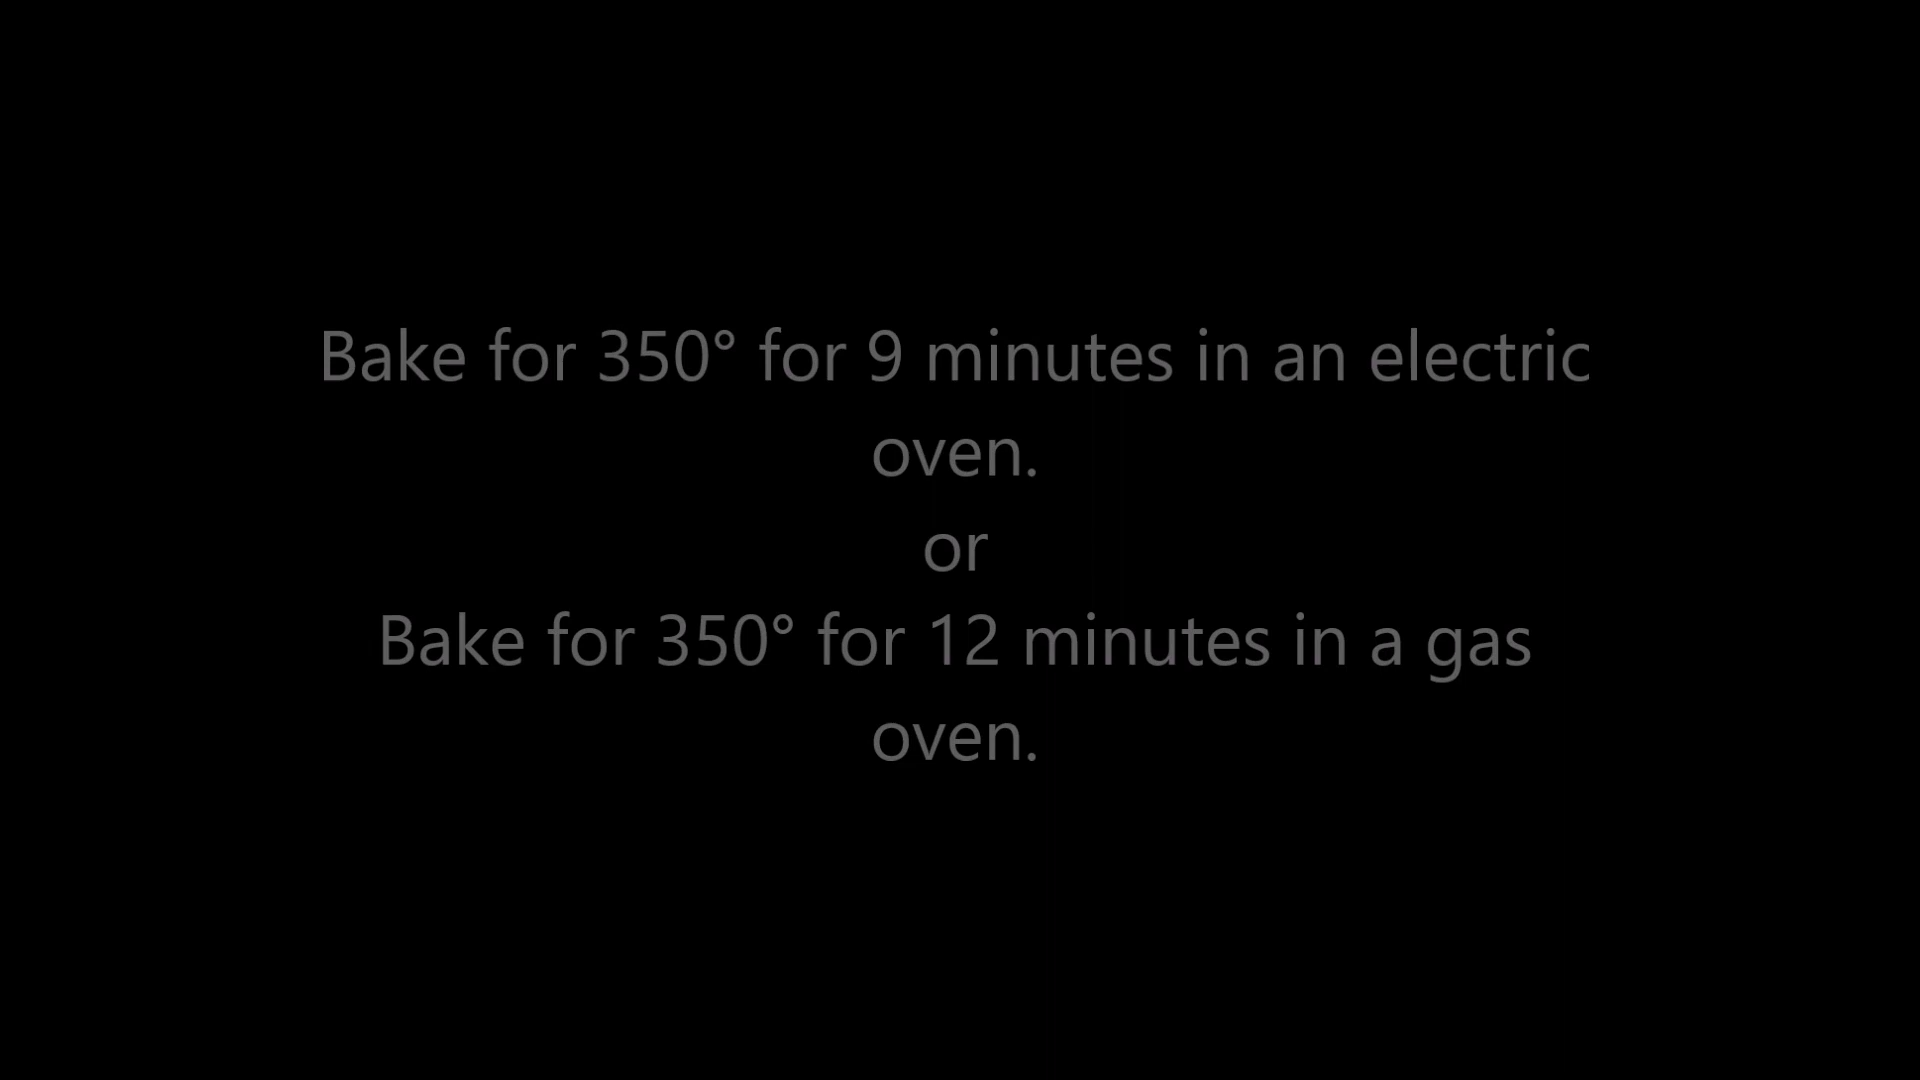 Bake for 350° for 9 minutes in an electric
oven.
or
Bake for 350° for 12 minutes in a gas
oven.